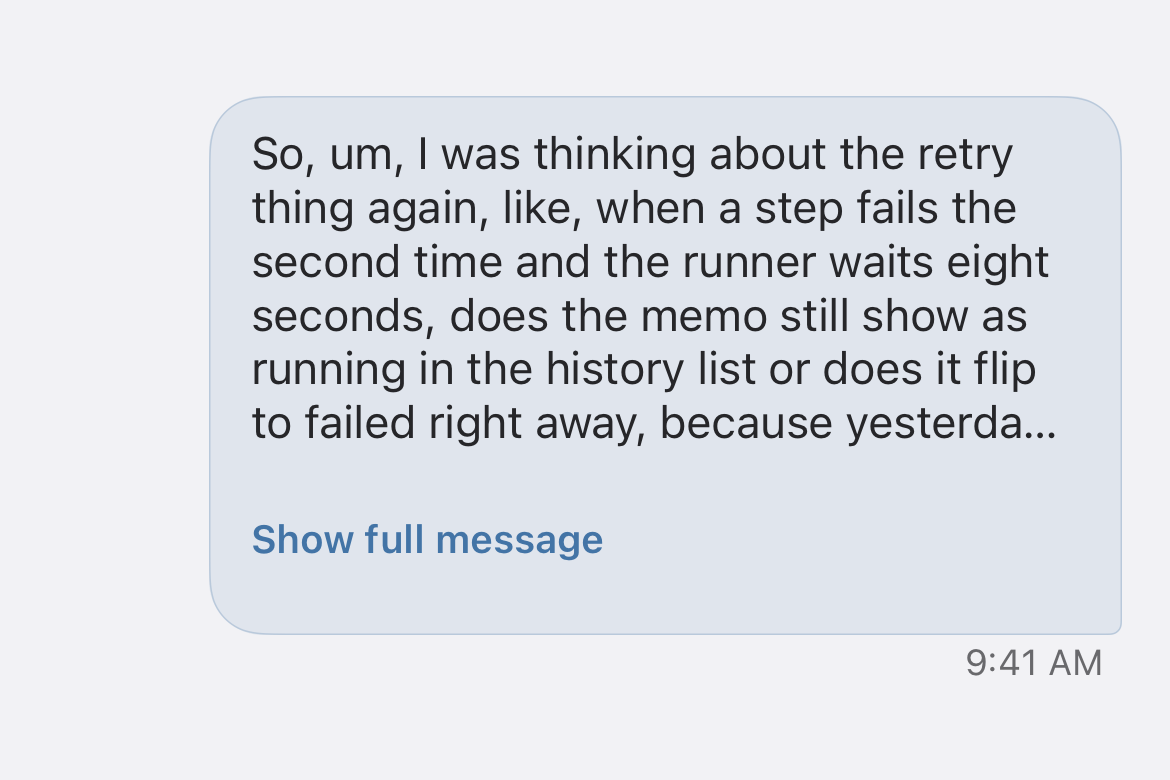 So, um, I was thinking about the retry
thing again, like, when a step fails the
second time and the runner waits eight
seconds, does the memo still show as
running in the history list or does it flip
to failed right away, because yesterda...
Show full message
9:41 AM